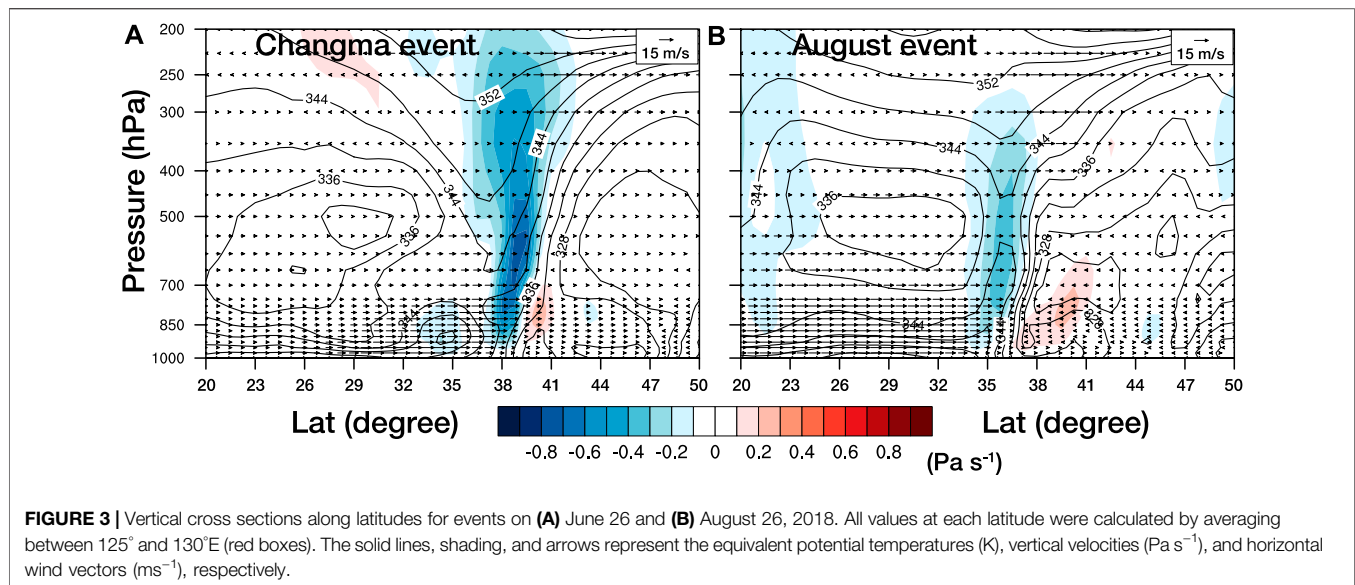 A Changma event 15 m/s
B August event 15 m/s
200
250
300
400
500
700
850
1000
Pressure (hPa)
352
344
344
344
336
336
328
336
344
352
344
344
344
336
336
328
344
344
328
20 23 26 29 32 35 38 41 44 47 50
20 23 26 29 32 35 38 41 44 47 50
Lat (degree) Lat (degree)
-0.8 -0.6 -0.4 -0.2 0 0.2 0.4 0.6 0.8
(Pa s⁻¹)
FIGURE 3 | Vertical cross sections along latitudes for events on (A) June 26 and (B) August 26, 2018. All values at each latitude were calculated by averaging
between 125° and 130°E (red boxes). The solid lines, shading, and arrows represent the equivalent potential temperatures (K), vertical velocities (Pa s⁻¹), and horizontal
wind vectors (ms⁻¹), respectively.